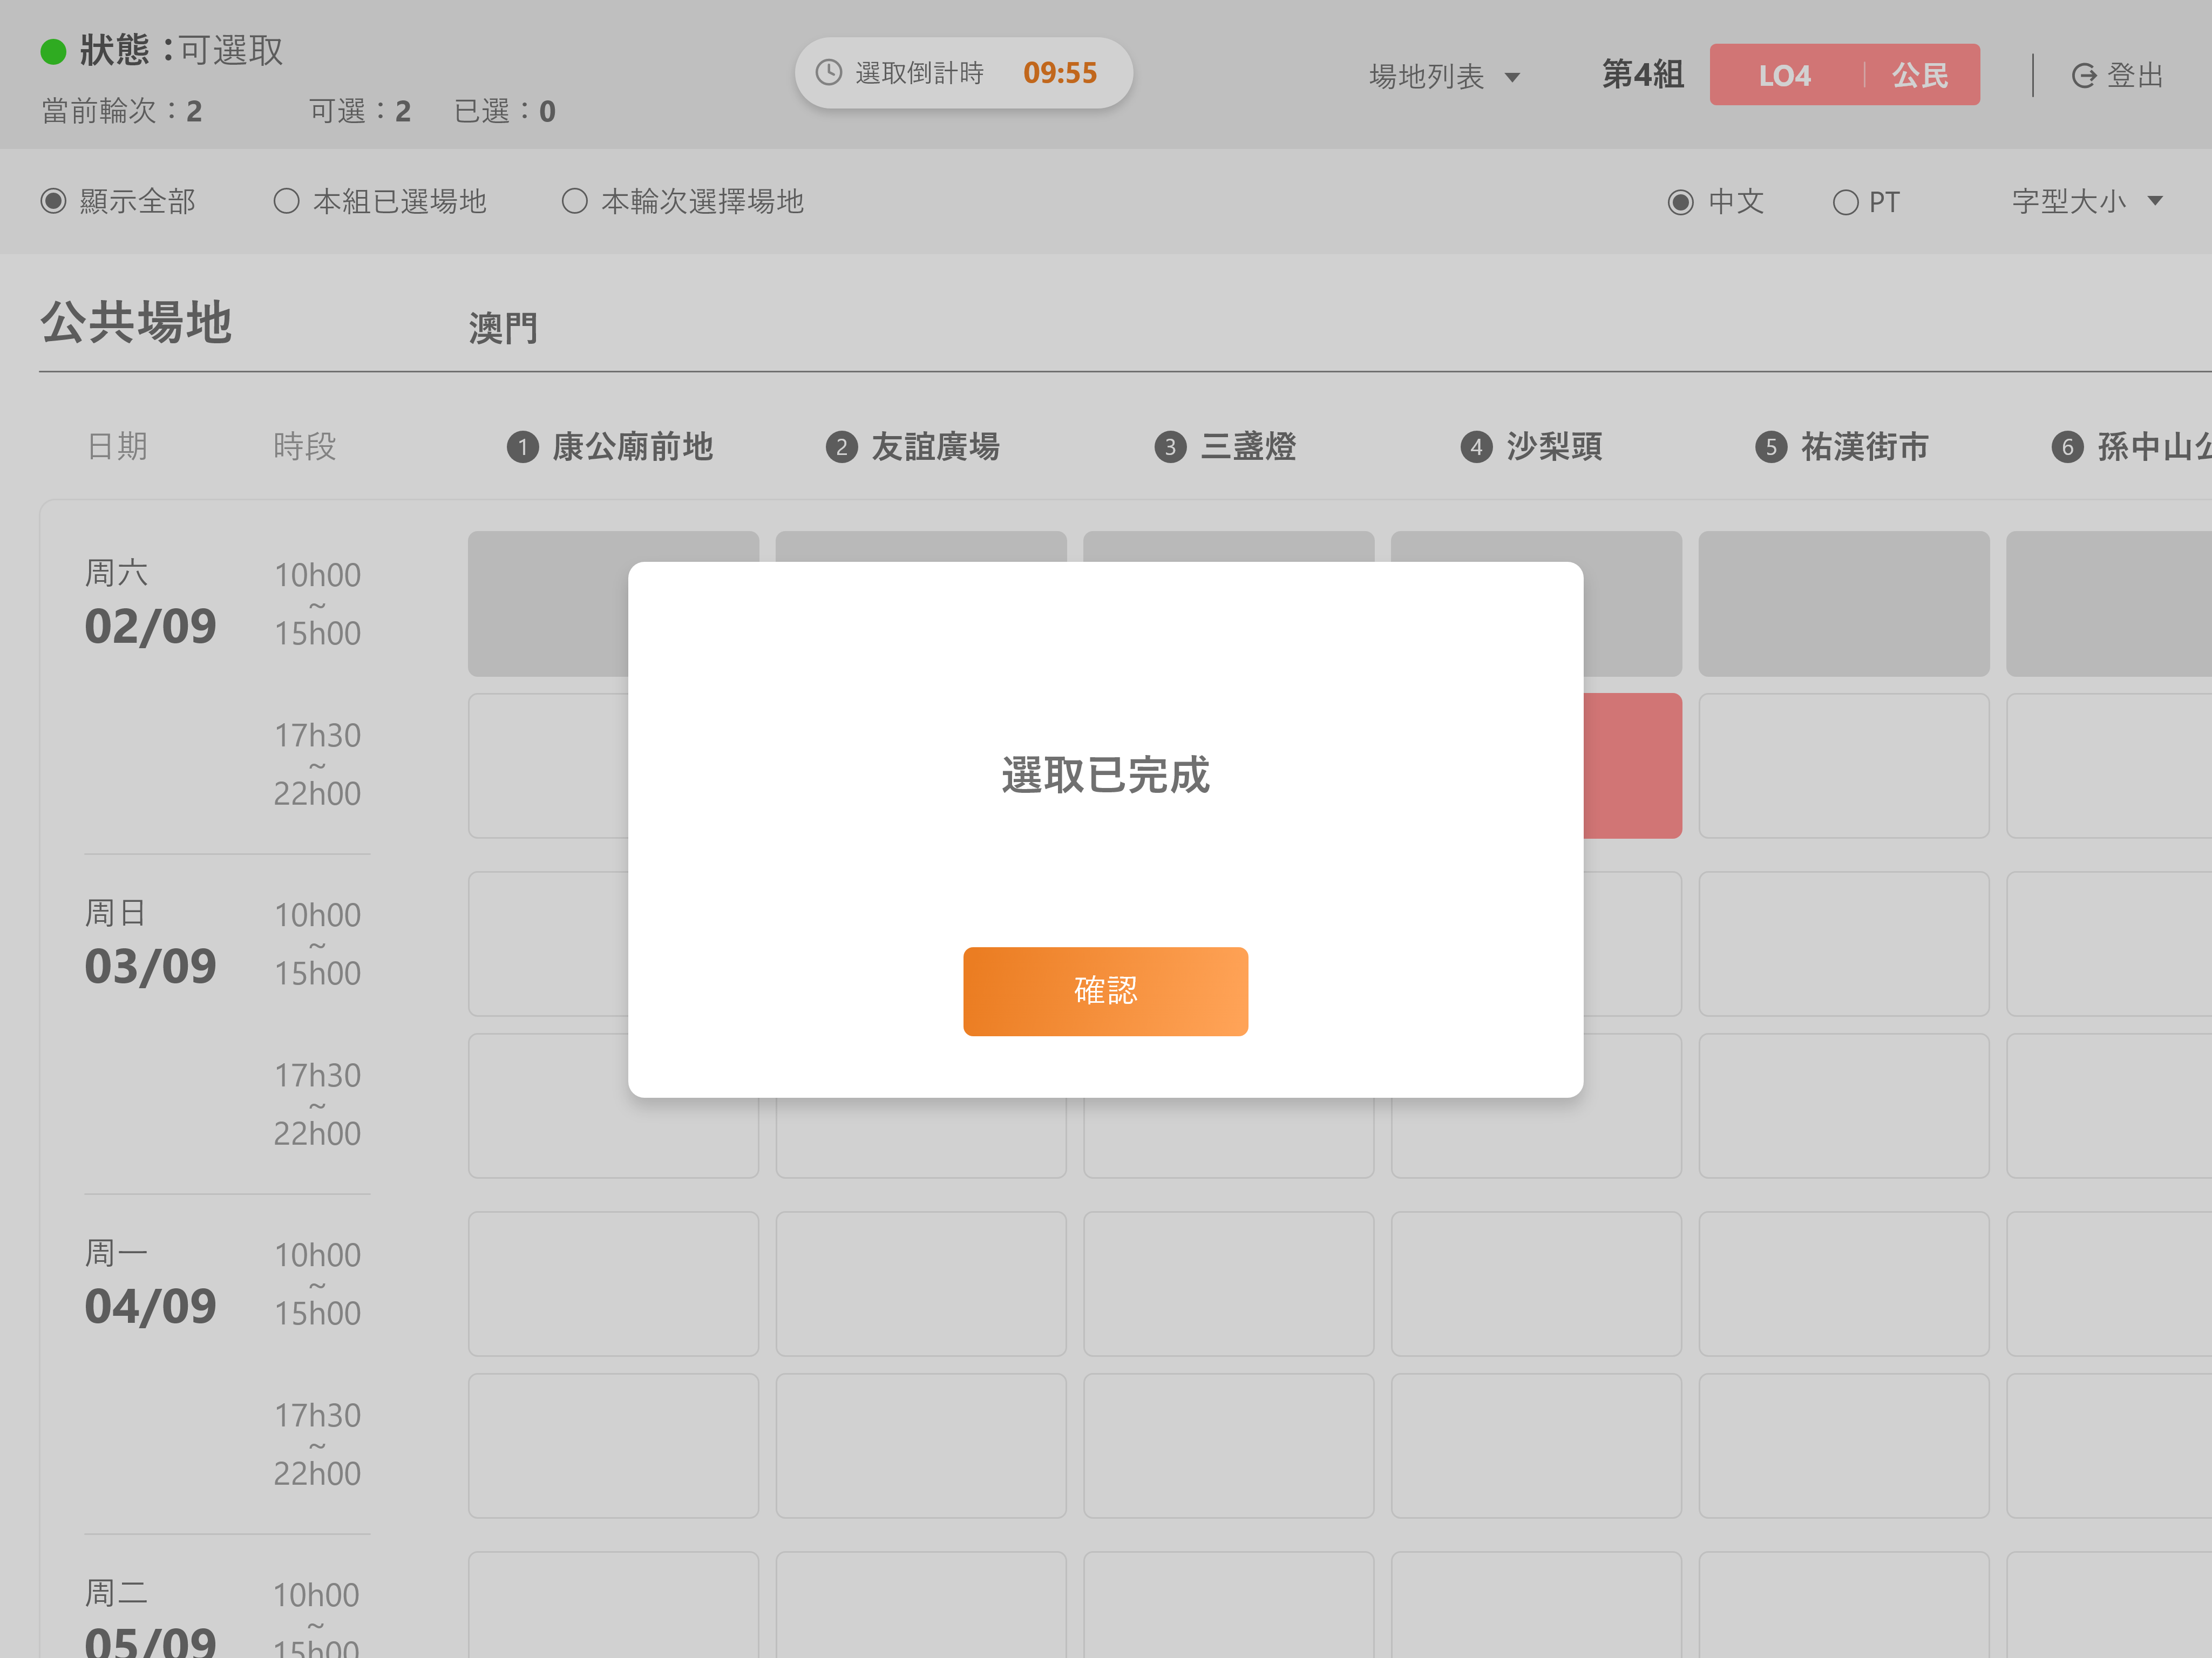 狀態：可選取
當前輪次：2 可選：2 已選：0
選取倒計時 09:55
場地列表
第4組 LO4 公民
登出
顯示全部 本組已選場地 本輪次選擇場地
中文 PT 字型大小
公共場地 澳門
日期 時段 1 康公廟前地 2 友誼廣場 3 三盞燈 4 沙梨頭 5 祐漢街市 6 孫中山公
周六
02/09
10h00
~
15h00
17h30
~
22h00
選取已完成
確認
周日
03/09
10h00
~
15h00
17h30
~
22h00
周一
04/09
10h00
~
15h00
17h30
~
22h00
周二
05/09
10h00
~
15h00